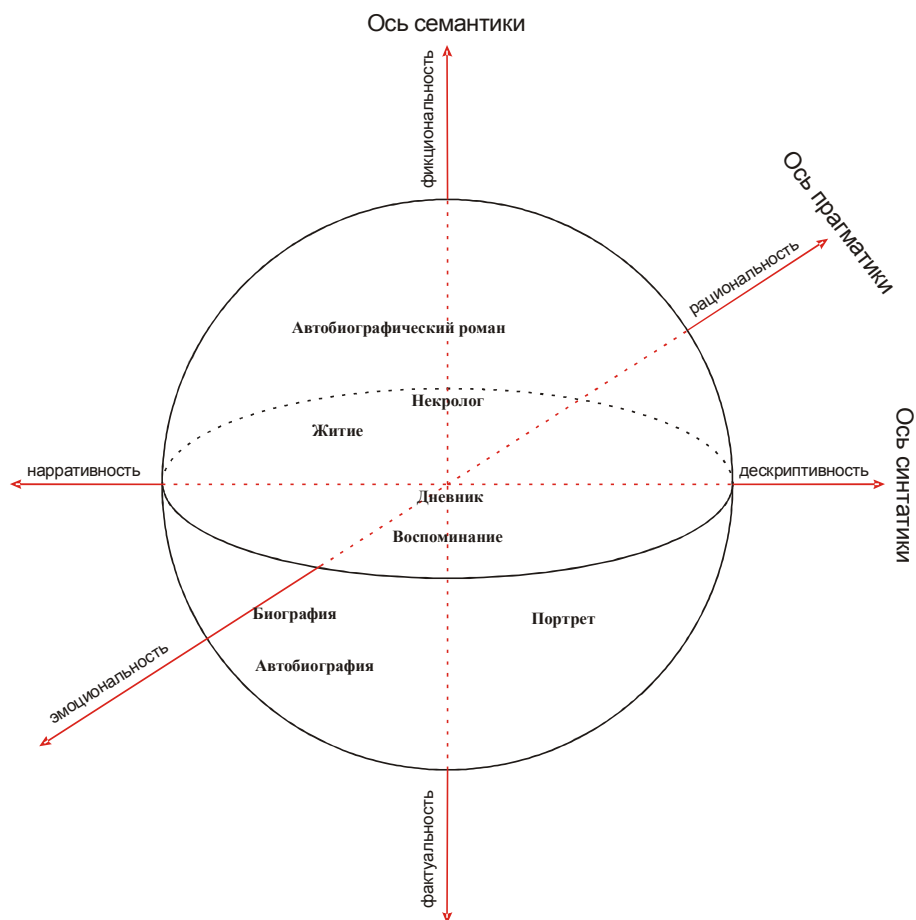 Ось семантики
фикциональность
Ось прагматики
рациональность
Автобиографический роман
Некролог
Житие
нарративность
дескриптивность
Ось синтатики
Дневник
Воспоминание
Биография
Портрет
Автобиография
эмоциональность
фактуальность